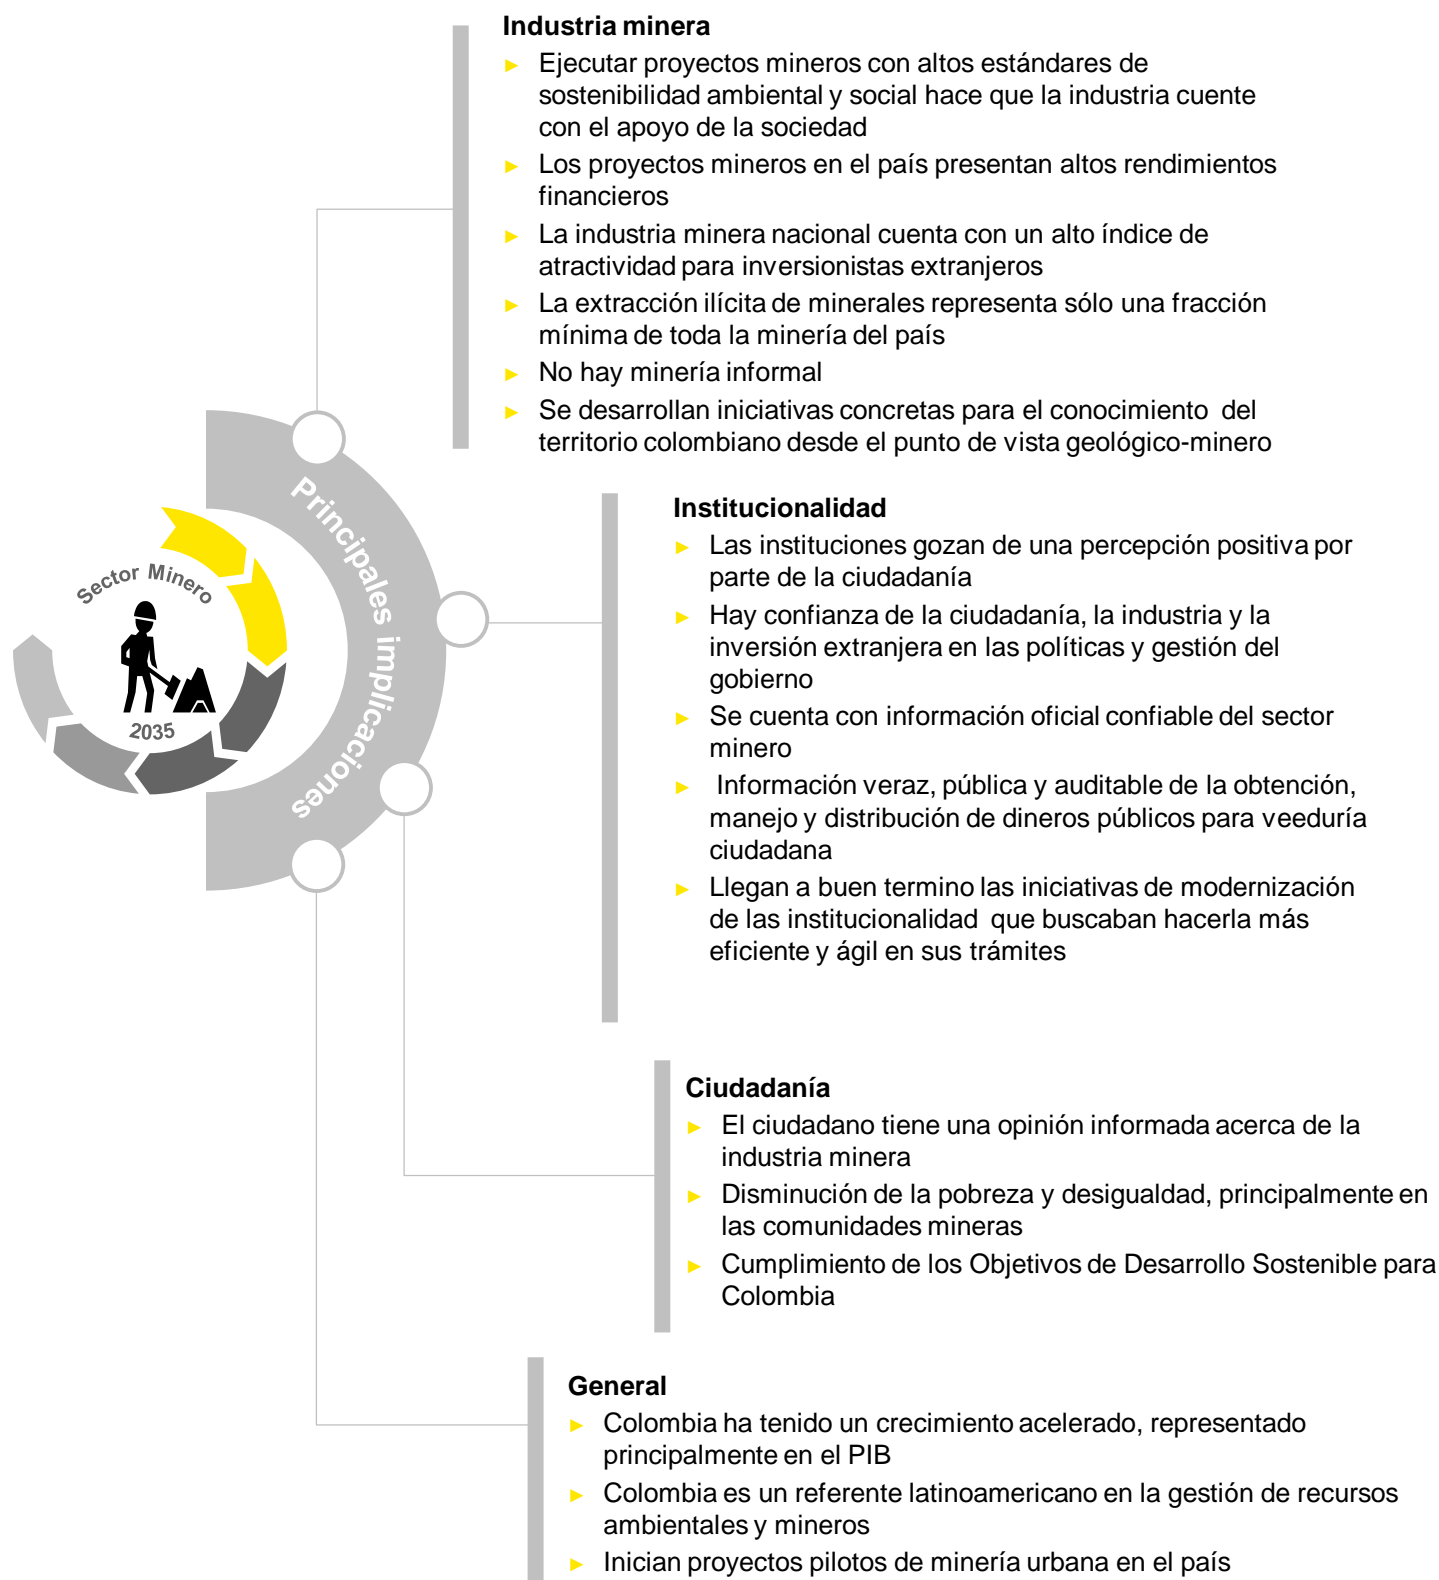 Industria minera
► Ejecutar proyectos mineros con altos estándares de
sostenibilidad ambiental y social hace que la industria cuente
con el apoyo de la sociedad
► Los proyectos mineros en el país presentan altos rendimientos
financieros
► La industria minera nacional cuenta con un alto índice de
atractividad para inversionistas extranjeros
► La extracción ilícita de minerales representa sólo una fracción
mínima de toda la minería del país
► No hay minería informal
► Se desarrollan iniciativas concretas para el conocimiento del
territorio colombiano desde el punto de vista geológico-minero
Principales implicaciones
Sector Minero
2035
Institucionalidad
► Las instituciones gozan de una percepción positiva por
parte de la ciudadanía
► Hay confianza de la ciudadanía, la industria y la
inversión extranjera en las políticas y gestión del
gobierno
► Se cuenta con información oficial confiable del sector
minero
► Información veraz, pública y auditable de la obtención,
manejo y distribución de dineros públicos para veeduría
ciudadana
► Llegan a buen termino las iniciativas de modernización
de las institucionalidad que buscaban hacerla más
eficiente y ágil en sus trámites
Ciudadanía
► El ciudadano tiene una opinión informada acerca de la
industria minera
► Disminución de la pobreza y desigualdad, principalmente en
las comunidades mineras
► Cumplimiento de los Objetivos de Desarrollo Sostenible para
Colombia
General
► Colombia ha tenido un crecimiento acelerado, representado
principalmente en el PIB
► Colombia es un referente latinoamericano en la gestión de recursos
ambientales y mineros
► Inician proyectos pilotos de minería urbana en el país